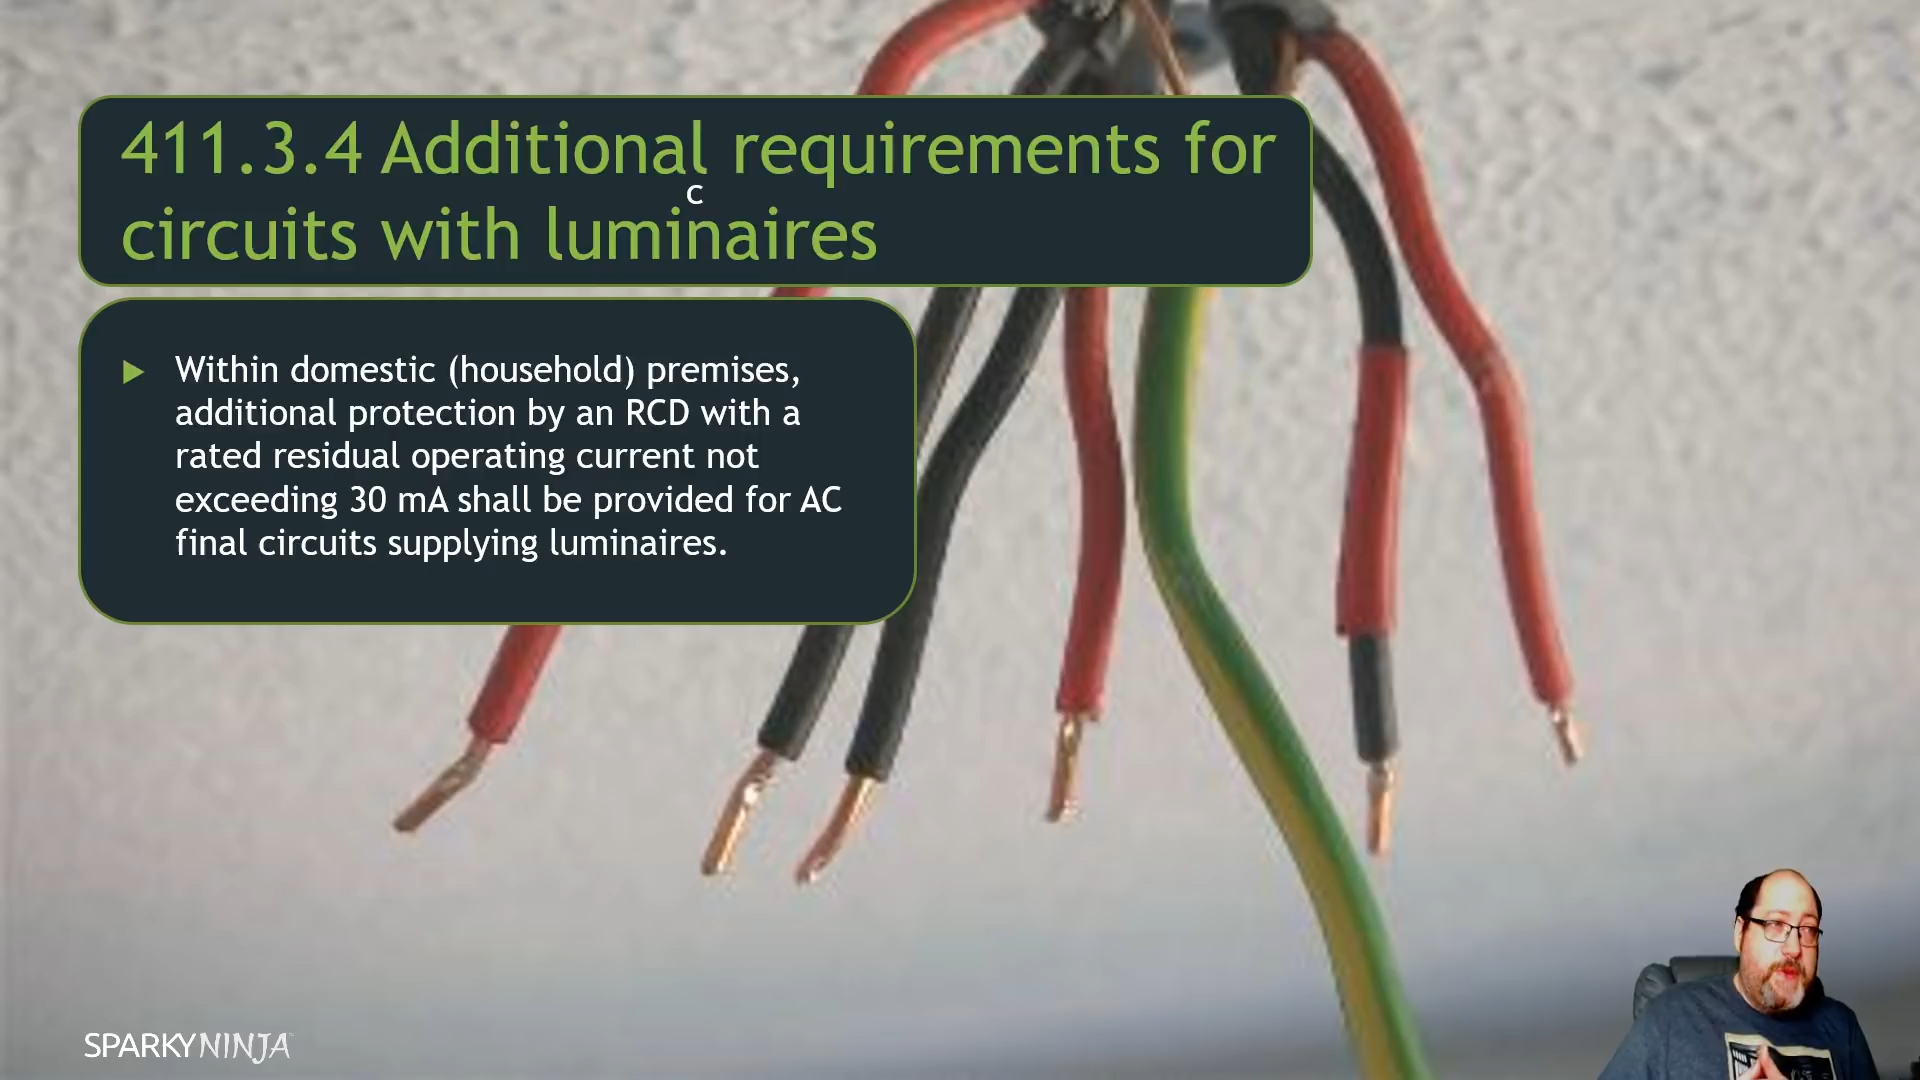 411.3.4 Additional requirements for
c
circuits with luminaires
Within domestic (household) premises,
additional protection by an RCD with a
rated residual operating current not
exceeding 30 mA shall be provided for AC
final circuits supplying luminaires.
SPARKYNINJA